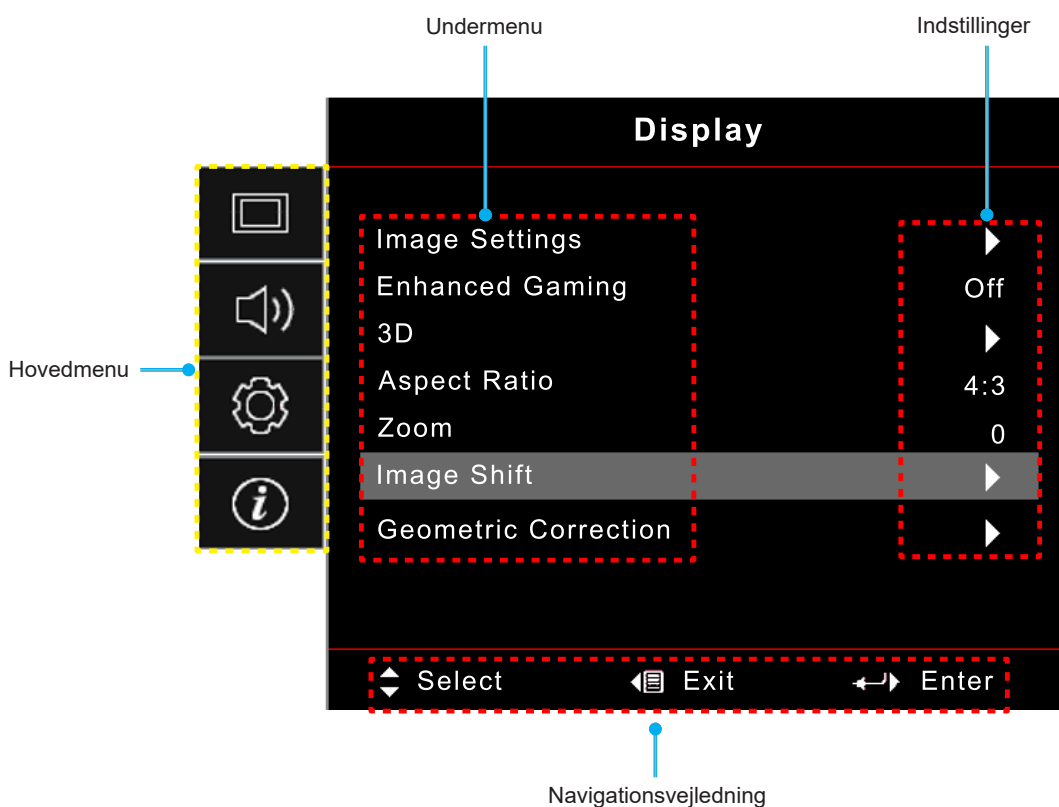 Undermenu
Indstillinger
Display
Image Settings
Enhanced Gaming Off
3D
Aspect Ratio 4:3
Zoom 0
Image Shift
Geometric Correction
Hovedmenu
Select Exit Enter
Navigationsvejledning